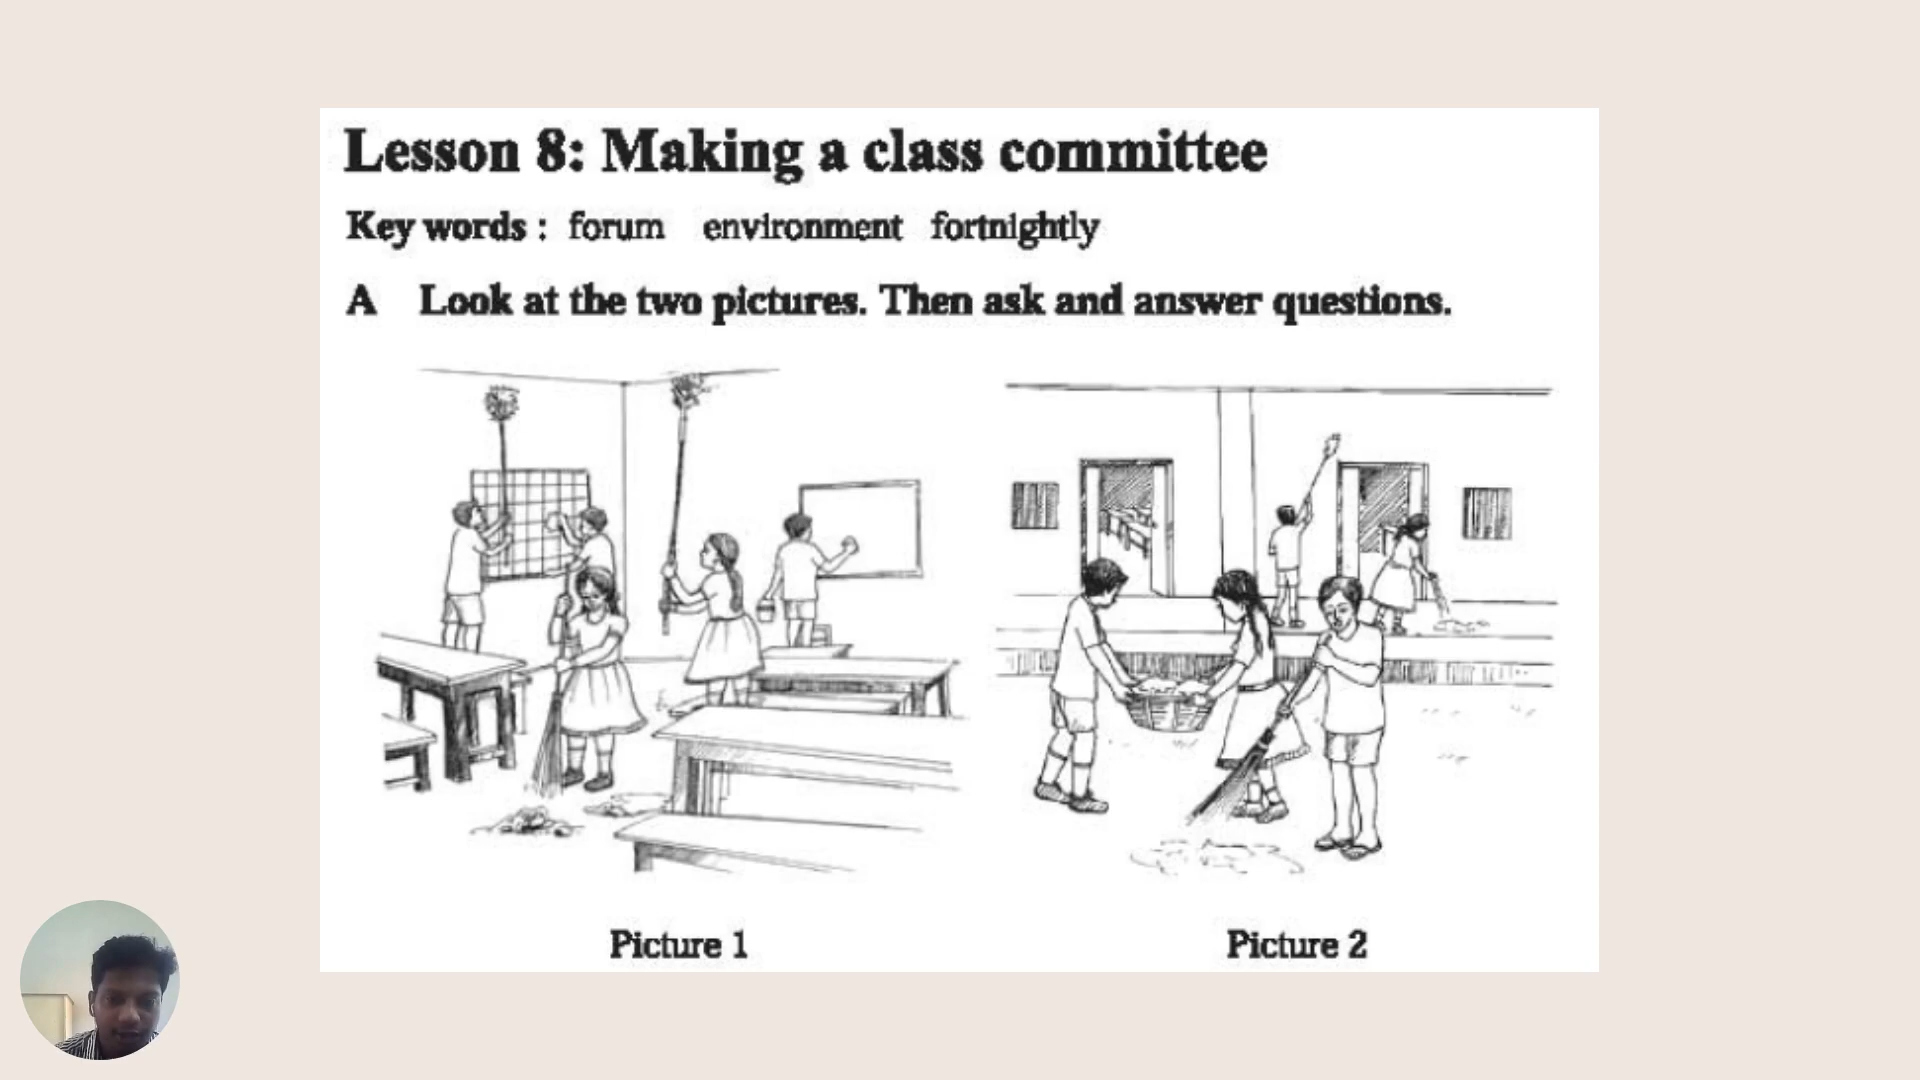 Lesson 8: Making a class committee
Key words : forum environment fortnightly
A Look at the two pictures. Then ask and answer questions.
Picture 1 Picture 2